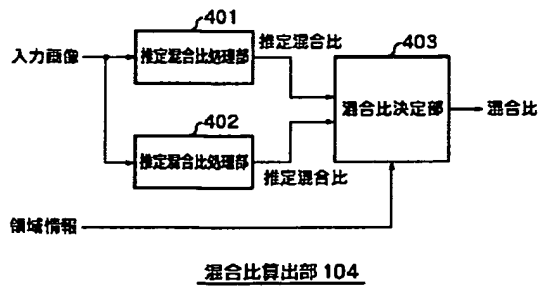 401
推定混合比
403
入力画像
推定混合比処理部
402
混合比決定部
混合比
推定混合比処理部
推定混合比
領域情報
混合比算出部 104